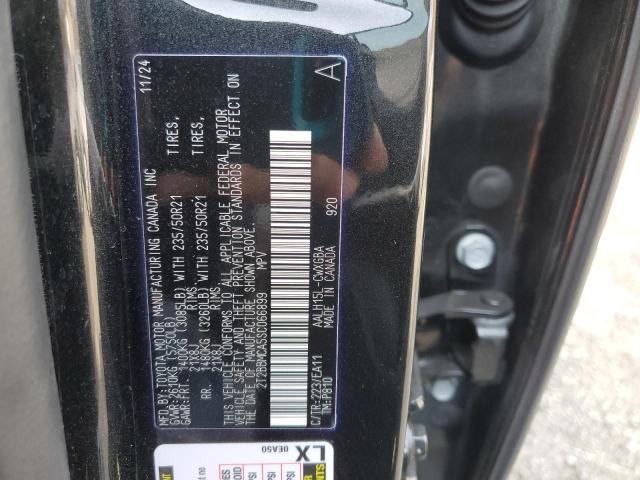 MFD. BY: TOYOTA MOTOR MANUFACTURING CANADA INC 11/24
GVWR: 2610KG (5750LB)
GAWR: FRT. 1400KG (3085LB) WITH 235/50R21 TIRES,
21X8J RIMS,
RR. 1480KG (3260LB) WITH 235/50R21 TIRES,
21X8J RIMS,
THIS VEHICLE CONFORMS TO ALL APPLICABLE FEDERAL MOTOR
VEHICLE SAFETY AND THEFT PREVENTION STANDARDS IN EFFECT ON
THE DATE OF MANUFACTURE SHOWN ABOVE.
MPV
C/TR: 223/EA11 AALH15L-CWXGBA
TM: P810 MADE IN CANADA 920
A
LX
0EA50